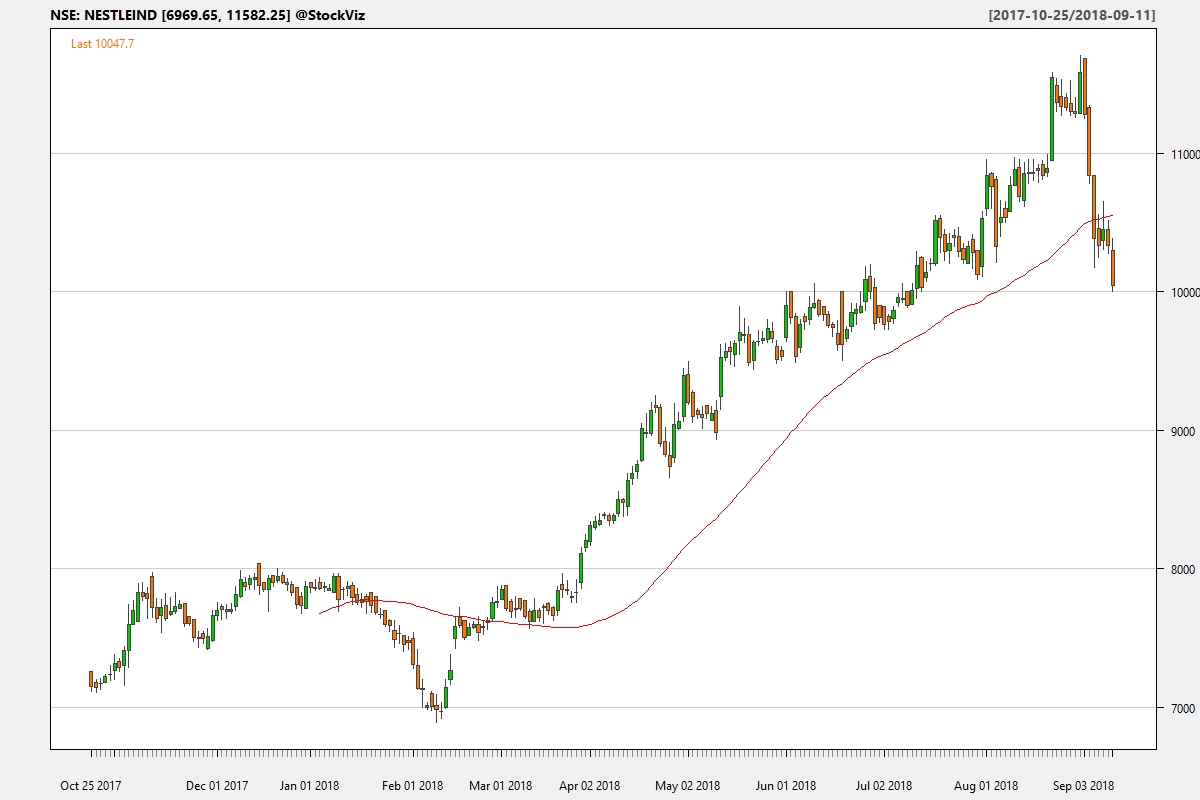 NSE: NESTLEIND [6969.65, 11582.25] @StockViz
[2017-10-25/2018-09-11]
Last 10047.7
11000
10000
9000
8000
7000
Oct 25 2017
Dec 01 2017
Jan 01 2018
Feb 01 2018
Mar 01 2018
Apr 02 2018
May 02 2018
Jun 01 2018
Jul 02 2018
Aug 01 2018
Sep 03 2018